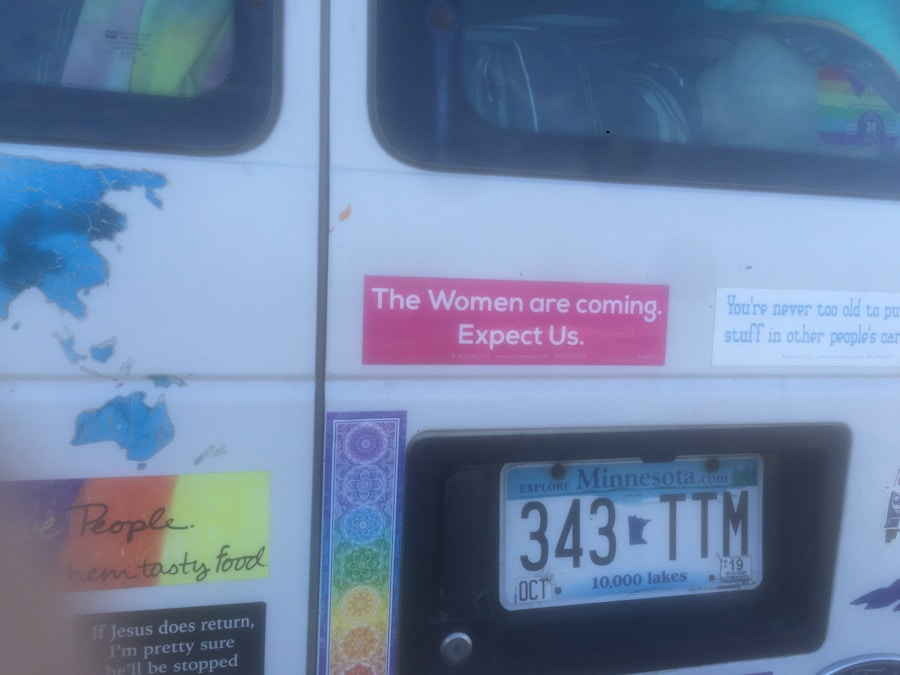 The Women are coming.
Expect Us.
You're never too old to pu
stuff in other people's car
People.
hem tasty food.
If Jesus does return,
I'm pretty sure
he'll be stopped
EXPLORE Minnesota.com
343 TTM
OCT
19
10,000 lakes